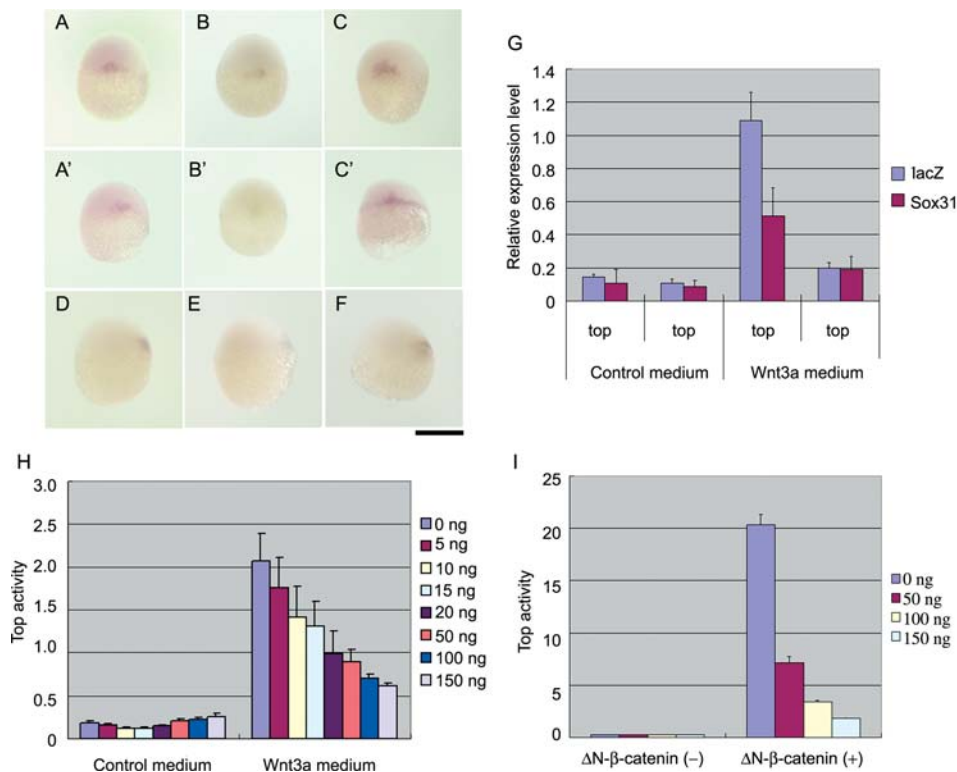 A
B
C
A'
B'
C'
D
E
F
G
Relative expression level
1.4
1.2
1.0
0.8
0.6
0.4
0.2
0
top
top
top
top
Control medium
Wnt3a medium
lacZ
Sox31
H
Top activity
3.0
2.5
2.0
1.5
1.0
0.5
0
Control medium
Wnt3a medium
0 ng
5 ng
10 ng
15 ng
20 ng
50 ng
100 ng
150 ng
I
Top activity
25
20
15
10
5
0
ΔN-β-catenin (–)
ΔN-β-catenin (+)
0 ng
50 ng
100 ng
150 ng